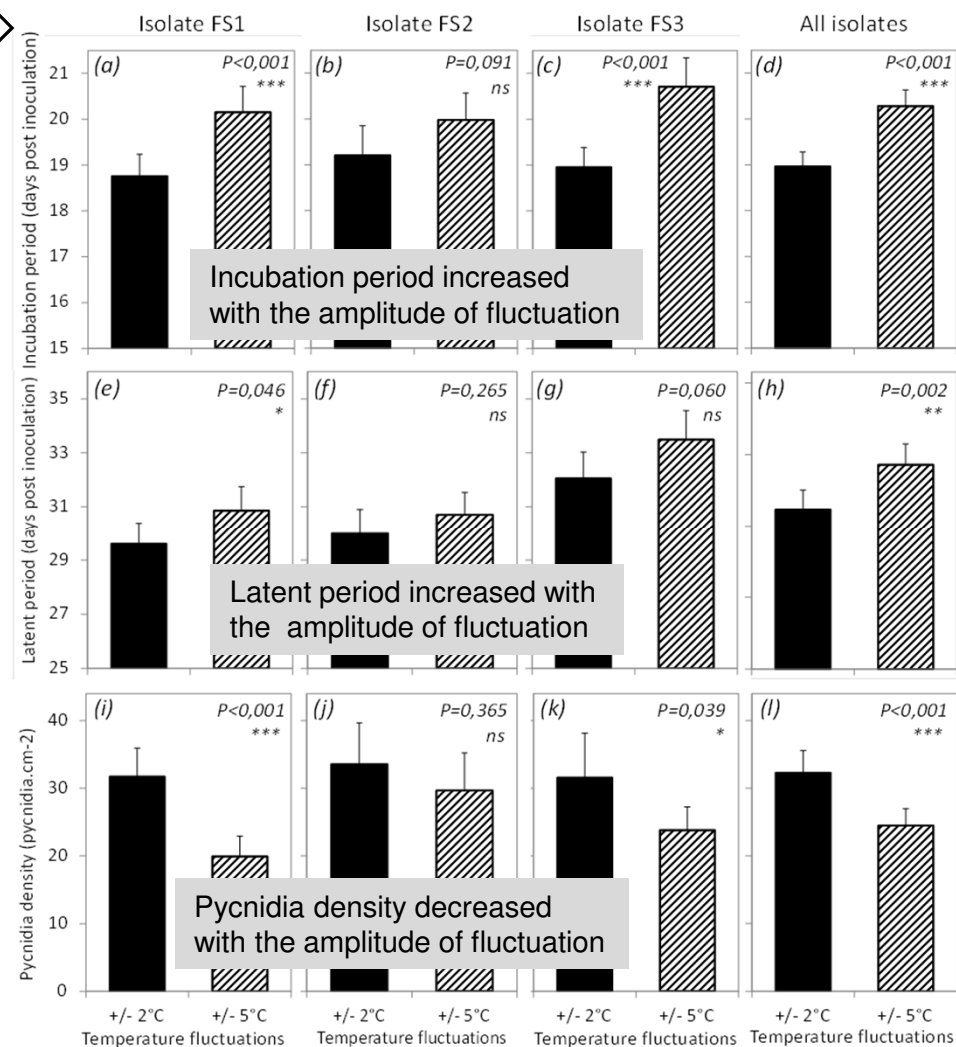 Isolate FS1 Isolate FS2 Isolate FS3 All isolates
Incubation period (days post inoculation)
21
20
19
18
17
16
15
(a) P<0,001
***
(b) P=0,091
ns
(c) P<0,001
***
(d) P<0,001
***
Incubation period increased
with the amplitude of fluctuation
Latent period (days post inoculation)
35
33
31
29
27
25
(e) P=0,046
*
(f) P=0,265
ns
(g) P=0,060
ns
(h) P=0,002
**
Latent period increased with
the amplitude of fluctuation
Pycnidia density (pycnidia.cm-2)
40
30
20
10
0
(i) P<0,001
***
(j) P=0,365
ns
(k) P=0,039
*
(l) P<0,001
***
Pycnidia density decreased
with the amplitude of fluctuation
+/- 2°C +/- 5°C +/- 2°C +/- 5°C +/- 2°C +/- 5°C +/- 2°C +/- 5°C
Temperature fluctuations Temperature fluctuations Temperature fluctuations Temperature fluctuations